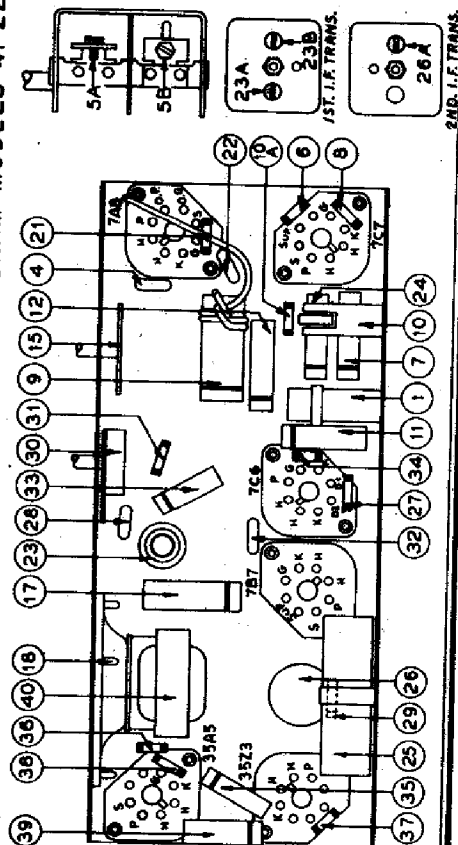 MODELS
5A
5B
23A
23B
1ST. I.F. TRANS.
26A
2ND. I.F. TRANS.
39
38
36
40
18
17
23
28
33
30
31
9
15
12
4
21
22
10A
6
8
7A8
P
H
K
G
S
7C7
SUP
G
S
P
H
K
24
10
7
1
11
34
27
7C6
P
G
H
K
32
7B7
G
K
H
S
P
26
29
25
35
37
35A5
S
P
H
K
35Z3
H
K
P